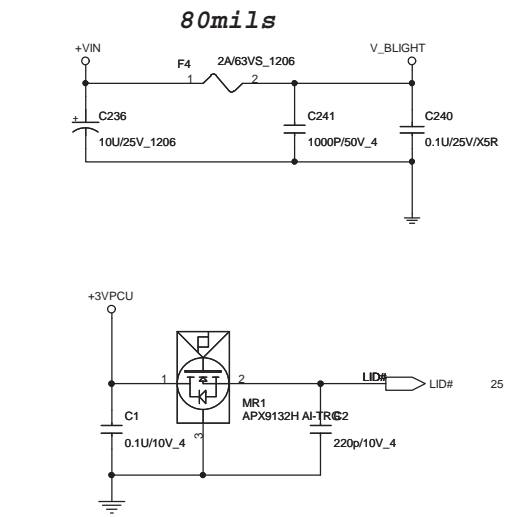 80mils
+VIN
V_BLIGHT
F4
2A/63VS_1206
1
2
+
C236
10U/25V_1206
C241
1000P/50V_4
C240
0.1U/25V/X5R
+3VPCU
1
2
3
LID#
LID#
25
MR1
APX9132H AI-TRG
C2
C1
0.1U/10V_4
220p/10V_4